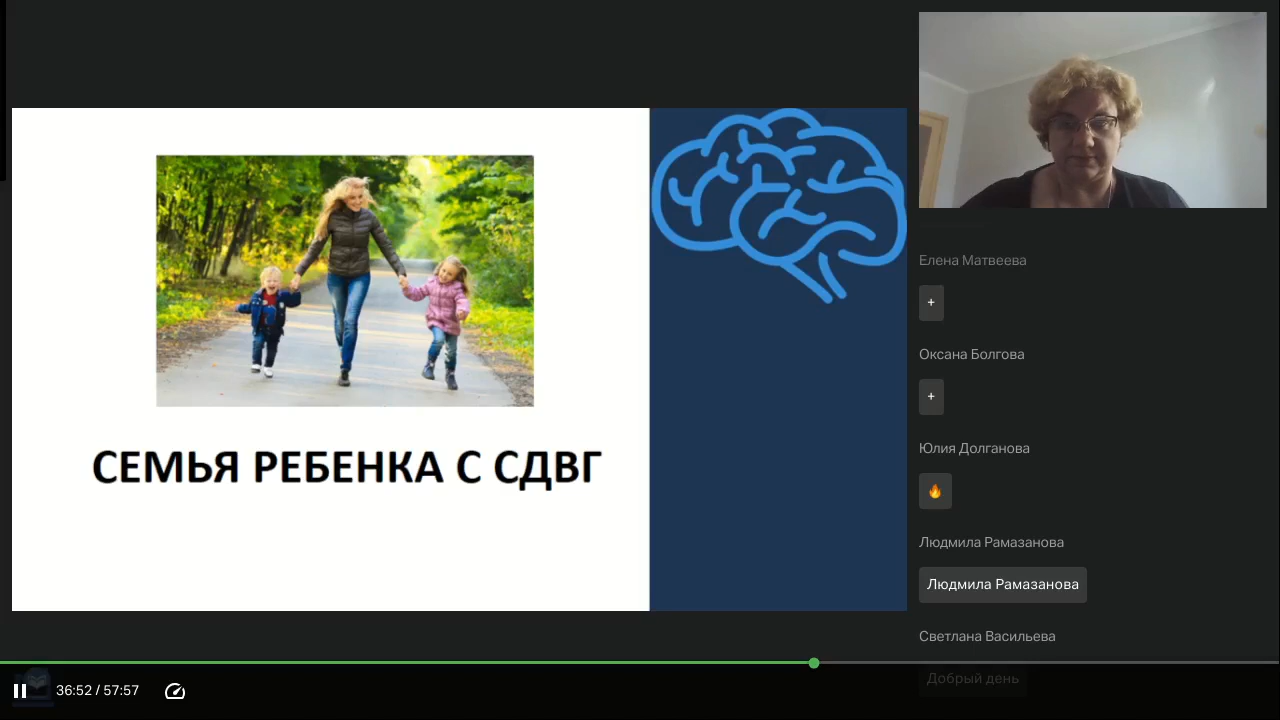 СЕМЬЯ РЕБЕНКА С СДВГ
Елена Матвеева
+
Оксана Болгова
+
Юлия Долганова
Людмила Рамазанова
Людмила Рамазанова
Светлана Васильева
Добрый день
36:52 / 57:57